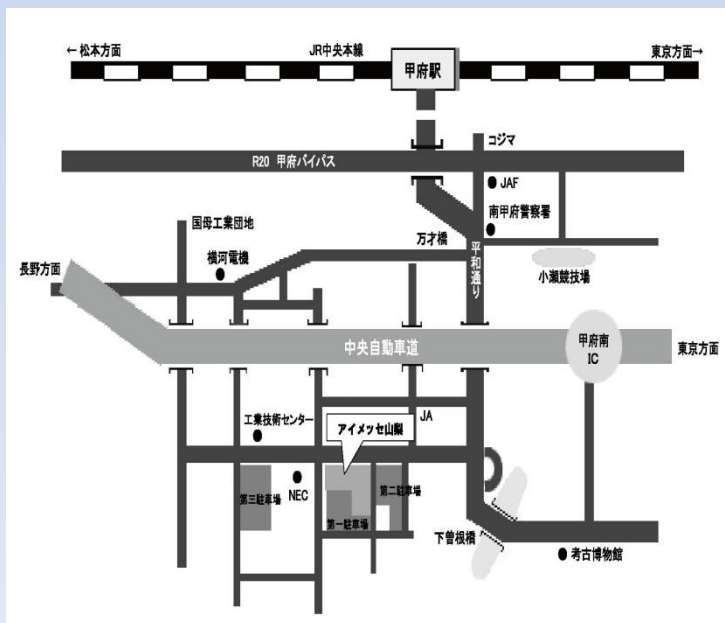 ←松本方面
JR中央本線
東京方面→
甲府駅
コジマ
R20 甲府バイパス
JAF
国母工業団地
南甲府警察署
万才橋
横河電機
平和通り
長野方面
小瀬競技場
中央自動車道
甲府南
IC
東京方面
工業技術センター
アイメッセ山梨
JA
第三駐車場
NEC
第二駐車場
第一駐車場
下曽根橋
考古博物館